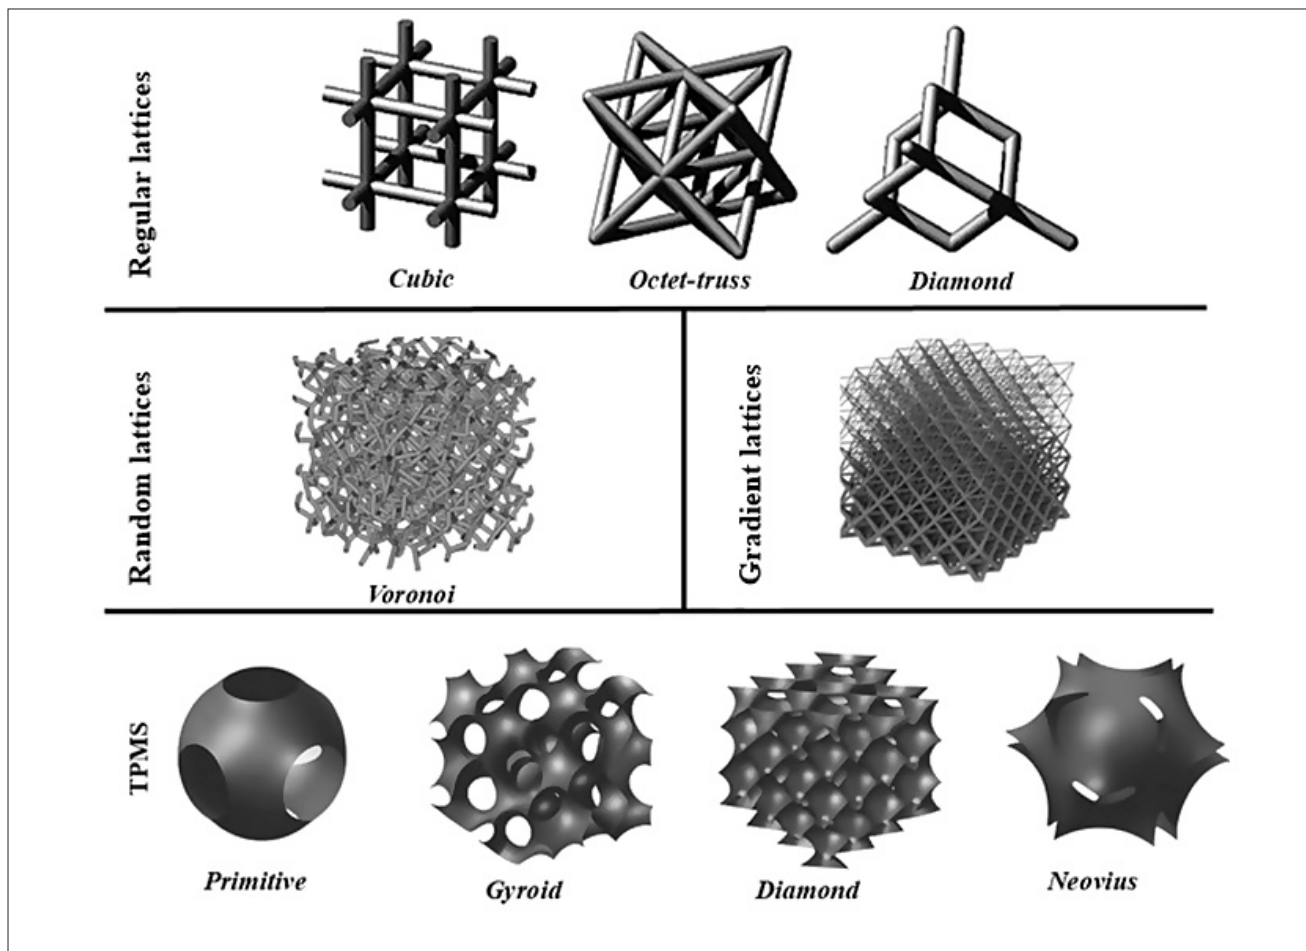 Regular lattices
Cubic
Octet-truss
Diamond
Random lattices
Voronoi
Gradient lattices
TPMS
Primitive
Gyroid
Diamond
Neovius